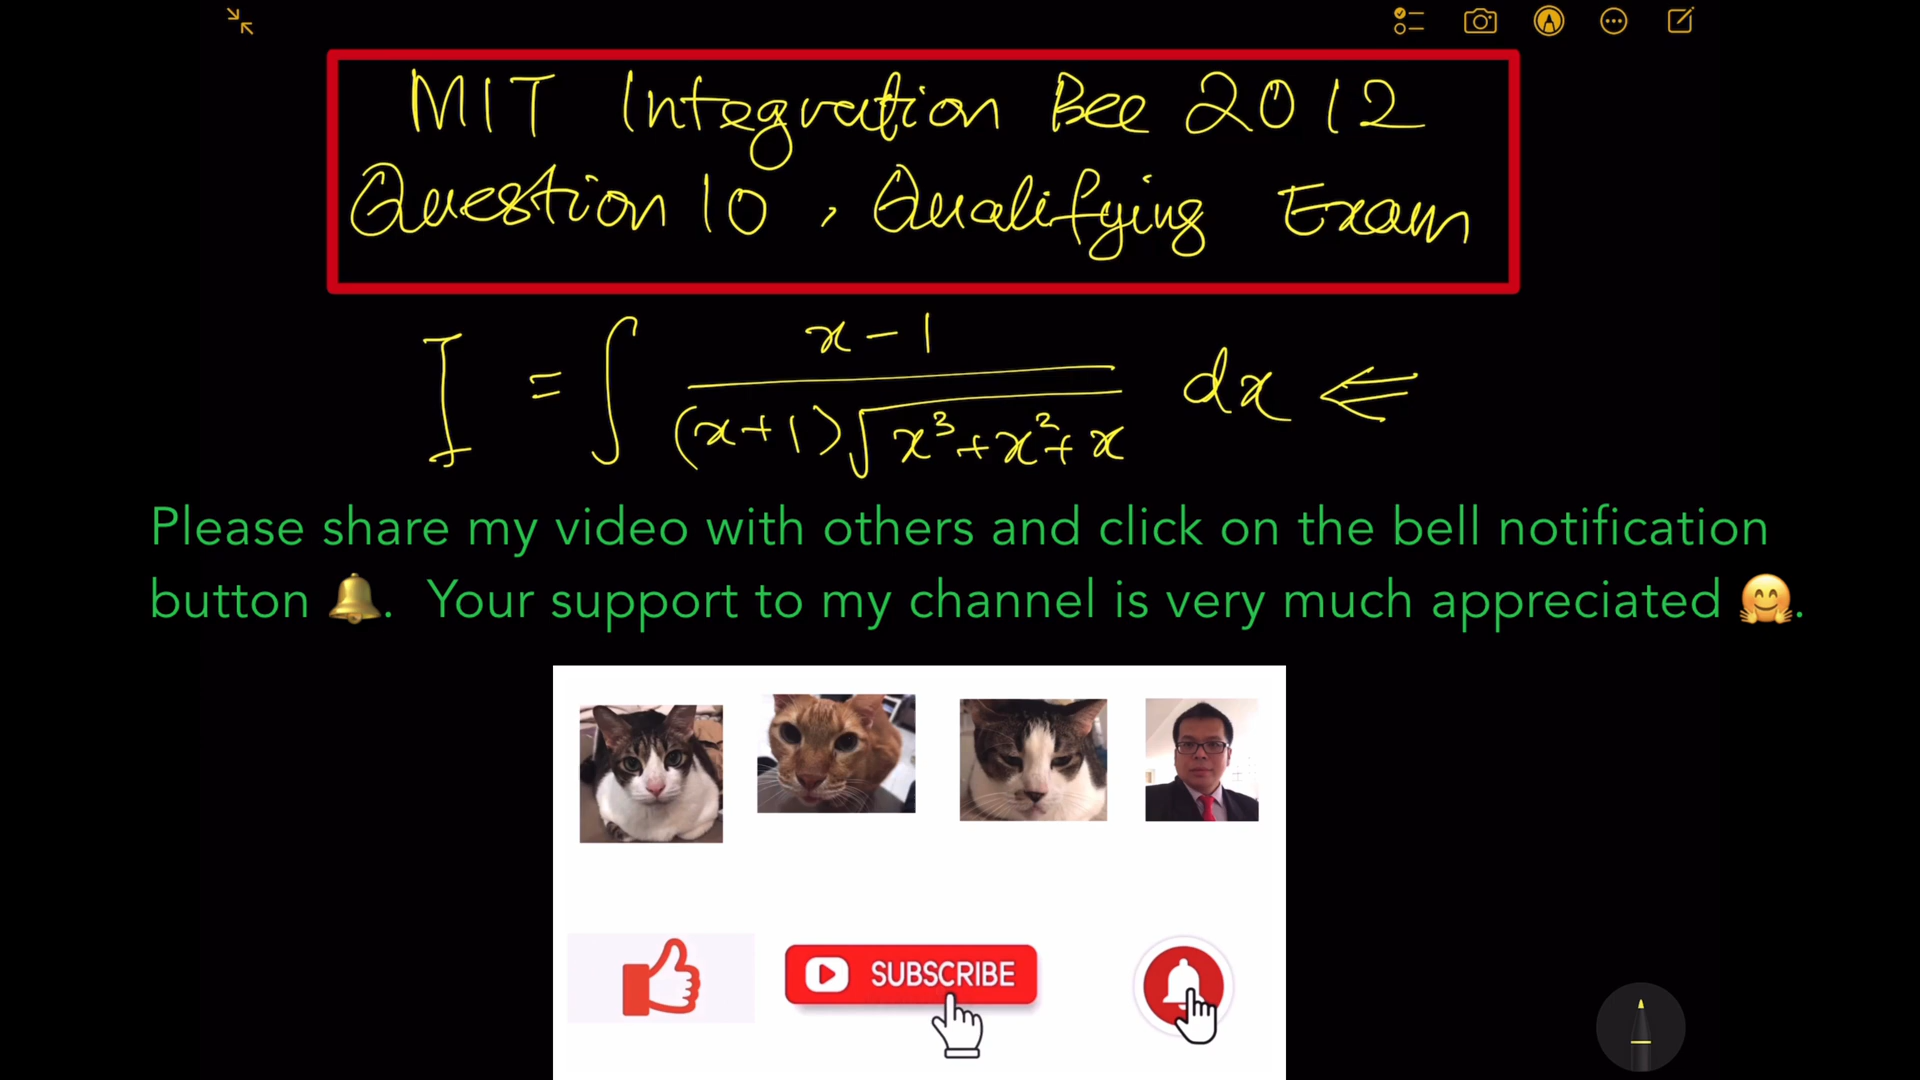 MIT Integration Bee 2012
Question 10, Qualifying Exam
I = ∫ x-1 / (x+1)√x³+x²+x dx ⇐
Please share my video with others and click on the bell notification
button 🔔. Your support to my channel is very much appreciated 🤗.
SUBSCRIBE